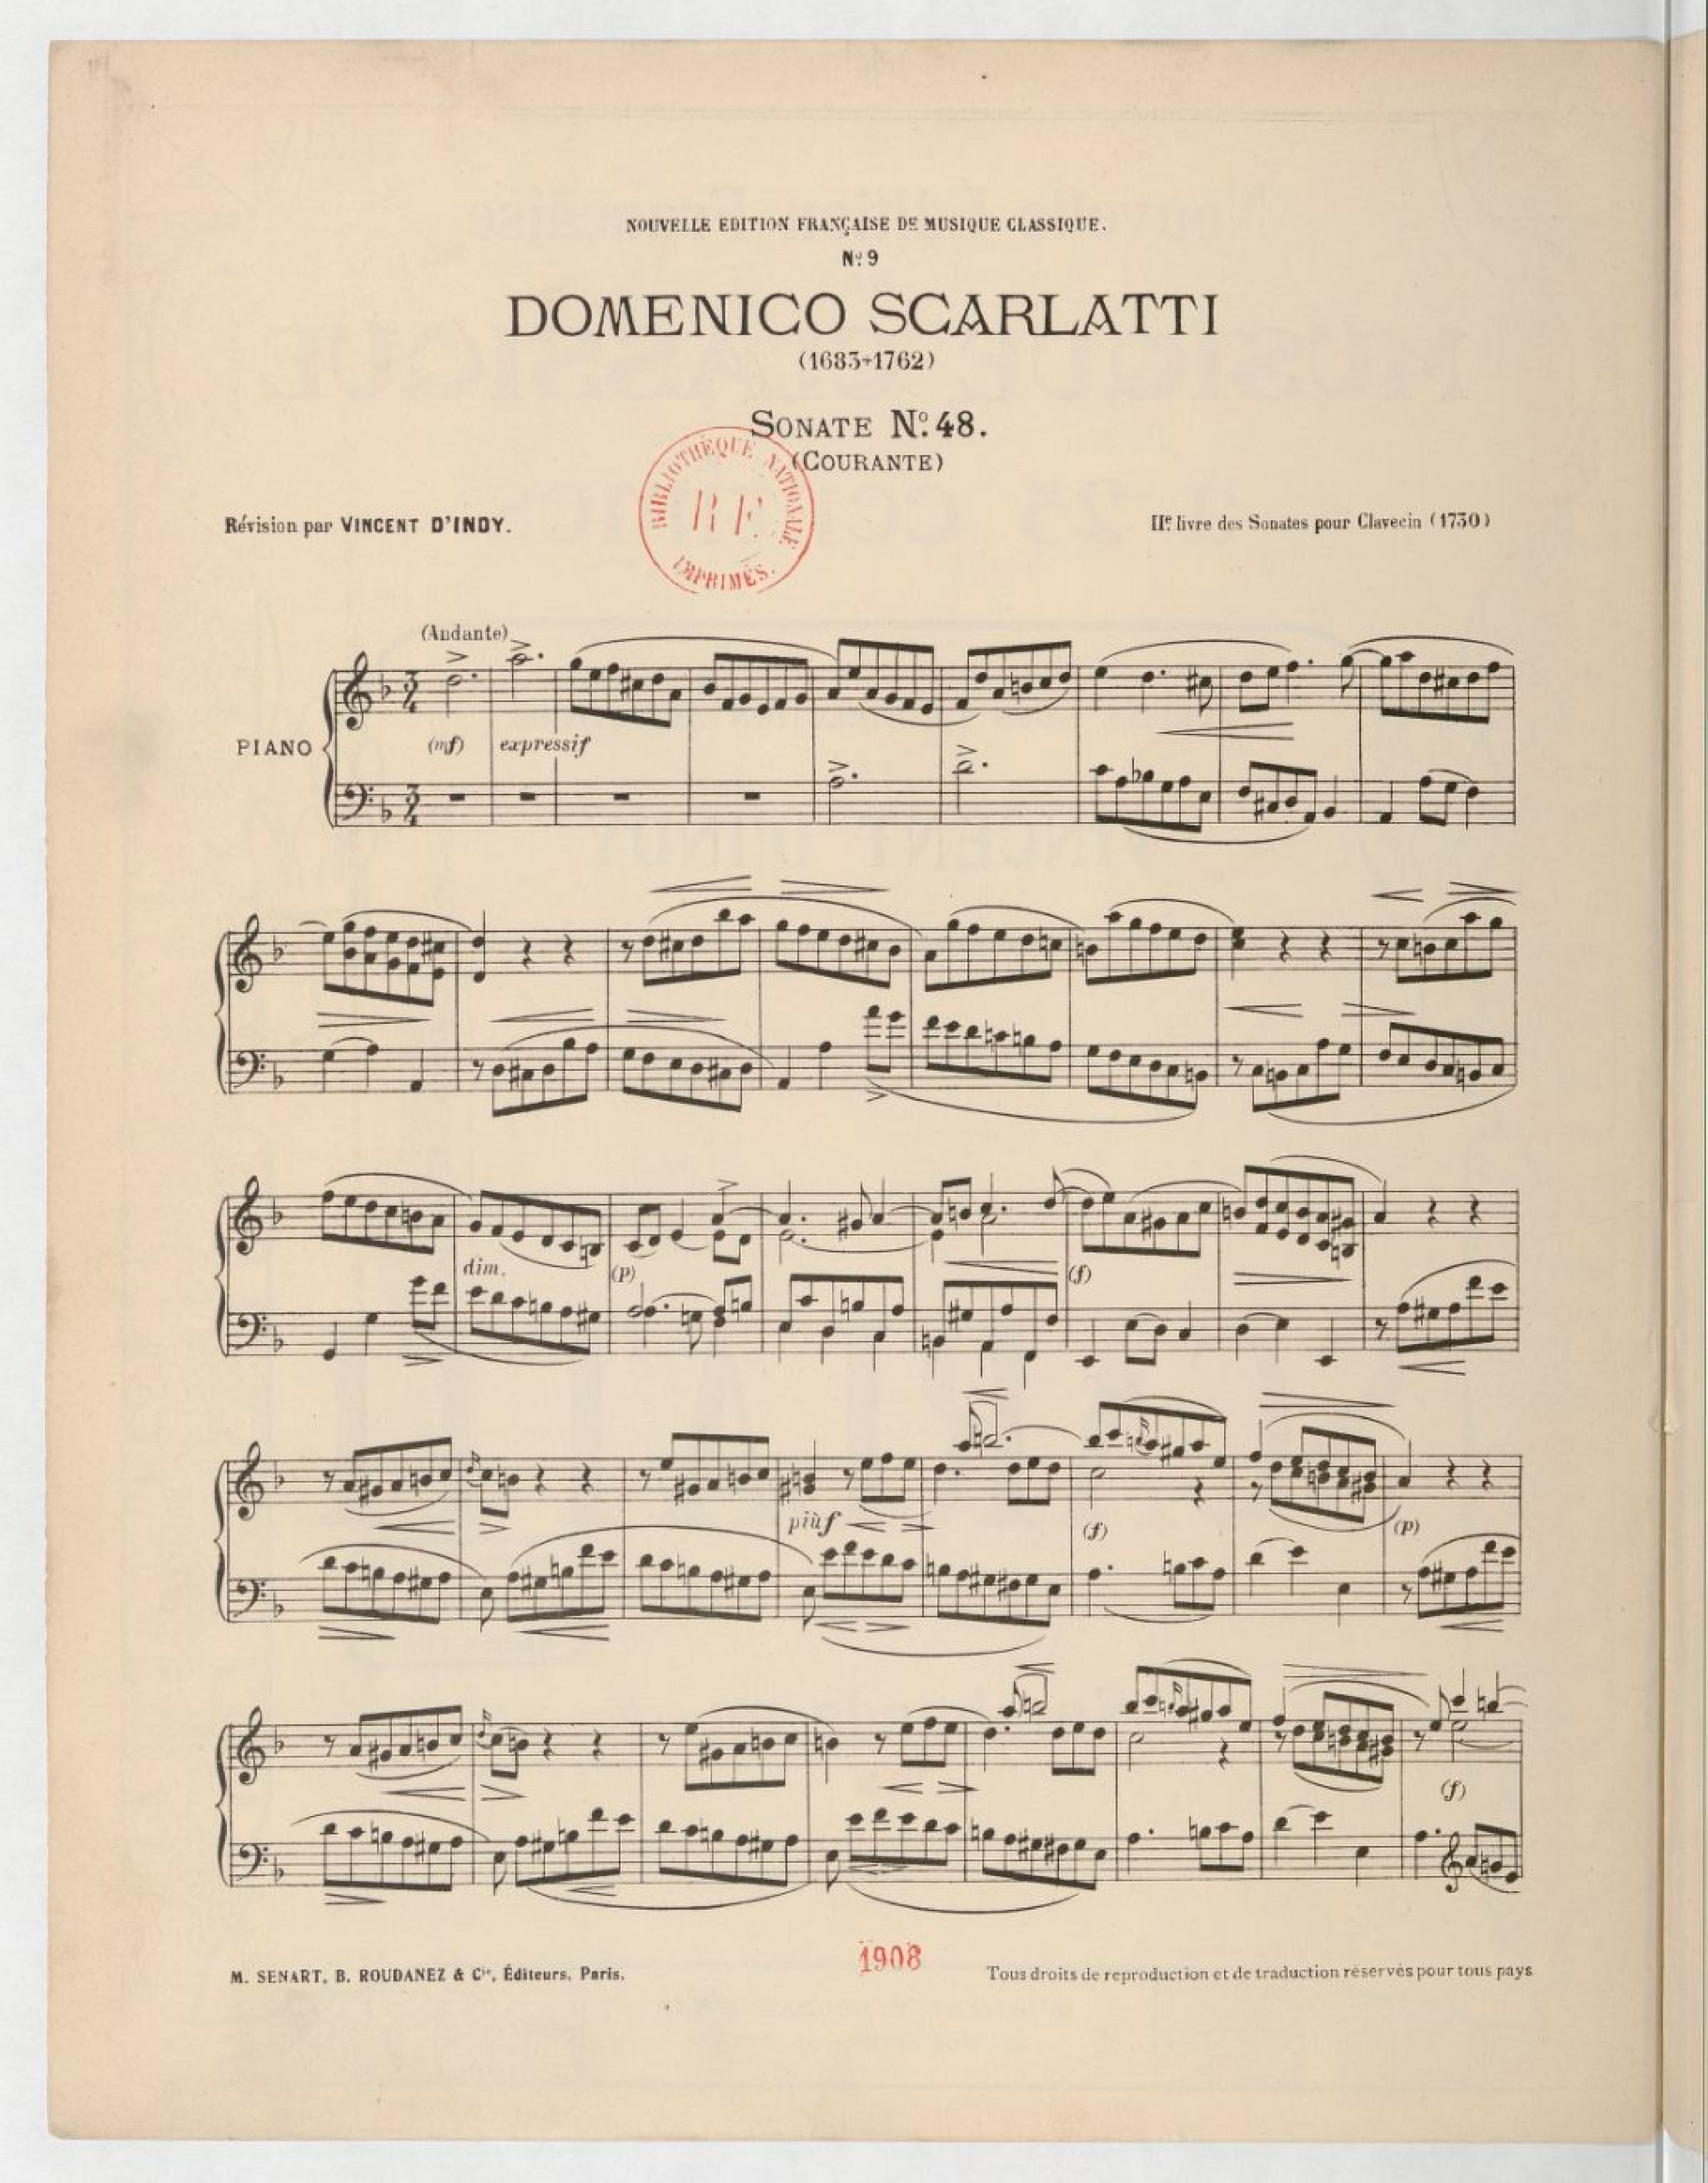 NOUVELLE EDITION FRANÇAISE DE MUSIQUE CLASSIQUE.
Nº 9
DOMENICO SCARLATTI
(1683-1762)
SONATE Nº 48.
(COURANTE)
BIBLIOTHÈQUE NATIONALE
R F
IMPRIMÉS.
Révision par VINCENT D'INDY.
IIe livre des Sonates pour Clavecin (1730)
(Andante)
PIANO
(mf) expressif
dim.
(p)
(f)
più f
(f)
(p)
(f)
1908
M. SENART, B. ROUDANEZ & Cie, Éditeurs, Paris.
Tous droits de reproduction et de traduction réservés pour tous pays